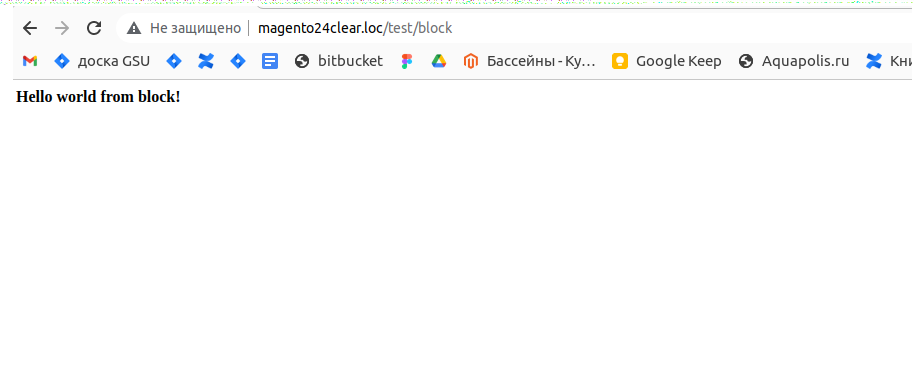 Не защищено magento24clear.loc/test/block
доска GSU bitbucket Бассейны - Ку… Google Keep Aquapolis.ru Кни
Hello world from block!